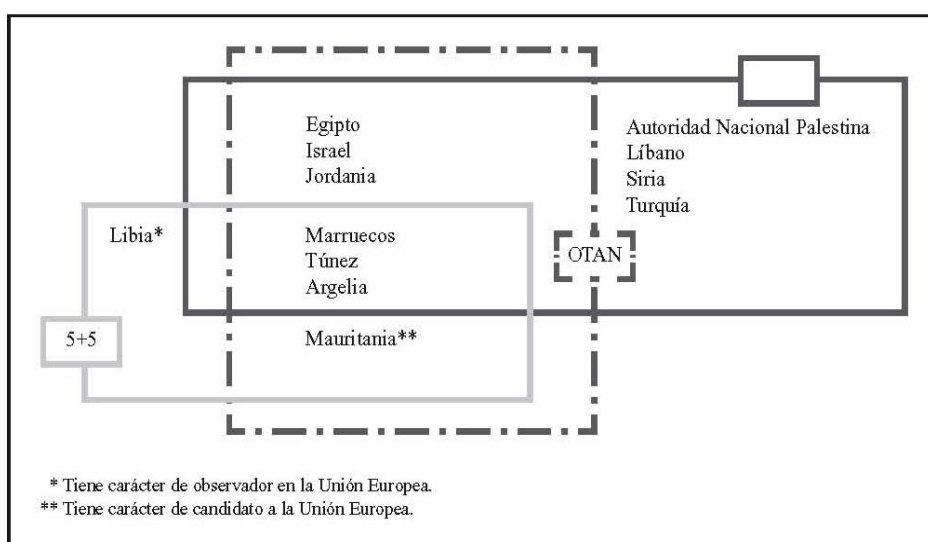 Egipto
Israel
Jordania
Autoridad Nacional Palestina
Líbano
Siria
Turquía
Libia*
Marruecos
Túnez
Argelia
OTAN
5+5
Mauritania**
* Tiene carácter de observador en la Unión Europea.
** Tiene carácter de candidato a la Unión Europea.